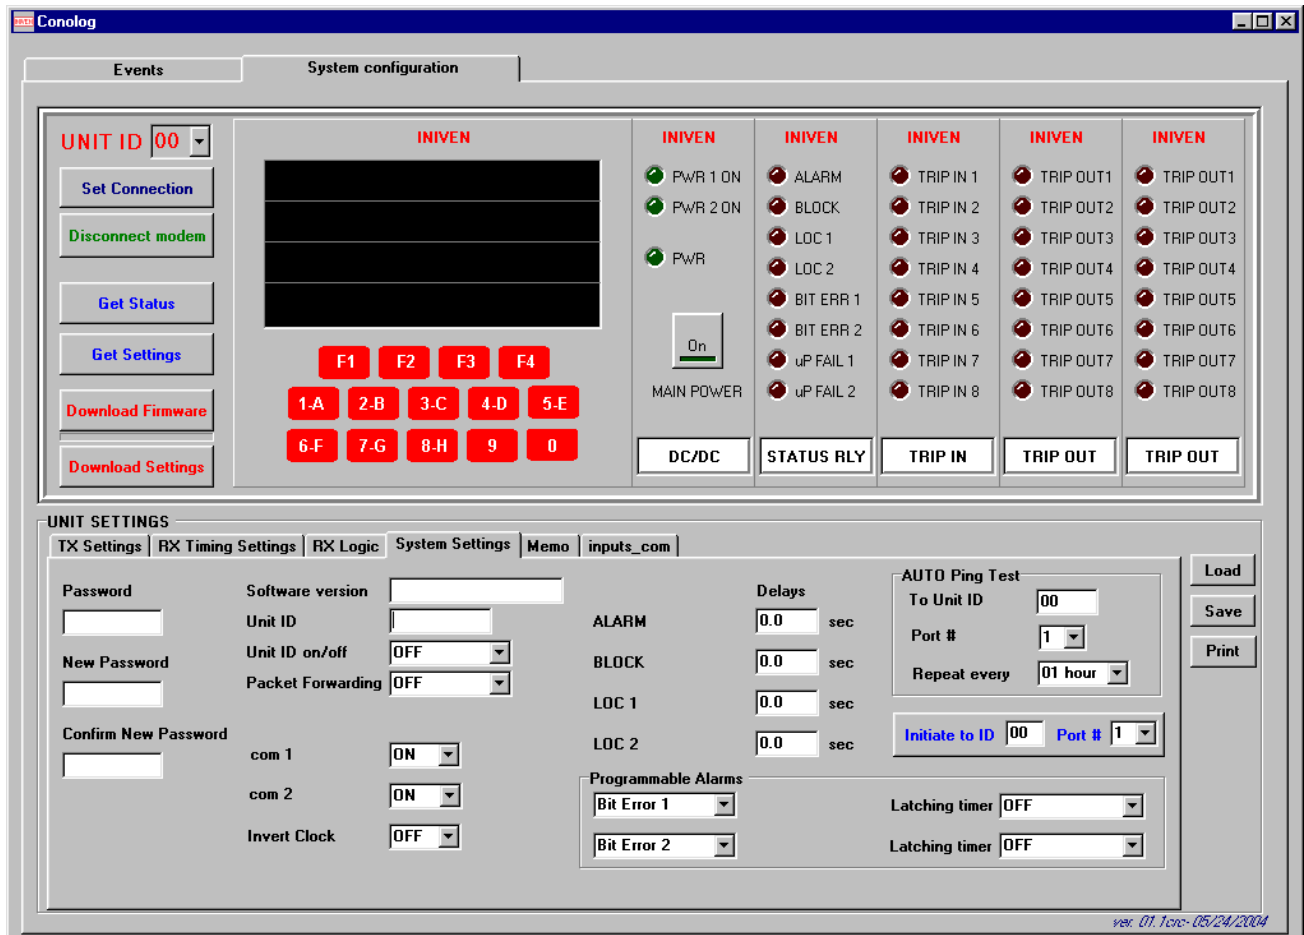 INIVEN Conolog
Events System configuration
UNIT ID 00
Set Connection
Disconnect modem
Get Status
Get Settings
Download Firmware
Download Settings
INIVEN
F1 F2 F3 F4
1-A 2-B 3-C 4-D 5-E
6-F 7-G 8-H 9 0
INIVEN
PWR 1 ON
PWR 2 ON
PWR
On
MAIN POWER
DC/DC
INIVEN
ALARM
BLOCK
LOC 1
LOC 2
BIT ERR 1
BIT ERR 2
uP FAIL 1
uP FAIL 2
STATUS RLY
INIVEN
TRIP IN 1
TRIP IN 2
TRIP IN 3
TRIP IN 4
TRIP IN 5
TRIP IN 6
TRIP IN 7
TRIP IN 8
TRIP IN
INIVEN
TRIP OUT1
TRIP OUT2
TRIP OUT3
TRIP OUT4
TRIP OUT5
TRIP OUT6
TRIP OUT7
TRIP OUT8
TRIP OUT
INIVEN
TRIP OUT1
TRIP OUT2
TRIP OUT3
TRIP OUT4
TRIP OUT5
TRIP OUT6
TRIP OUT7
TRIP OUT8
TRIP OUT
UNIT SETTINGS
TX Settings RX Timing Settings RX Logic System Settings Memo inputs_com
Password
New Password
Confirm New Password
Software version
Unit ID
Unit ID on/off OFF
Packet Forwarding OFF
com 1 ON
com 2 ON
Invert Clock OFF
Delays
ALARM 0.0 sec
BLOCK 0.0 sec
LOC 1 0.0 sec
LOC 2 0.0 sec
AUTO Ping Test
To Unit ID 00
Port # 1
Repeat every 01 hour
Initiate to ID 00 Port # 1
Programmable Alarms
Bit Error 1 Latching timer OFF
Bit Error 2 Latching timer OFF
Load
Save
Print
ver. 01.1crc- 05/24/2004